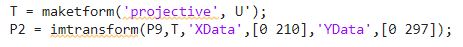 T = maketform('projective', U');
P2 = imtransform(P9,T,'XData',[0 210],'YData',[0 297]);